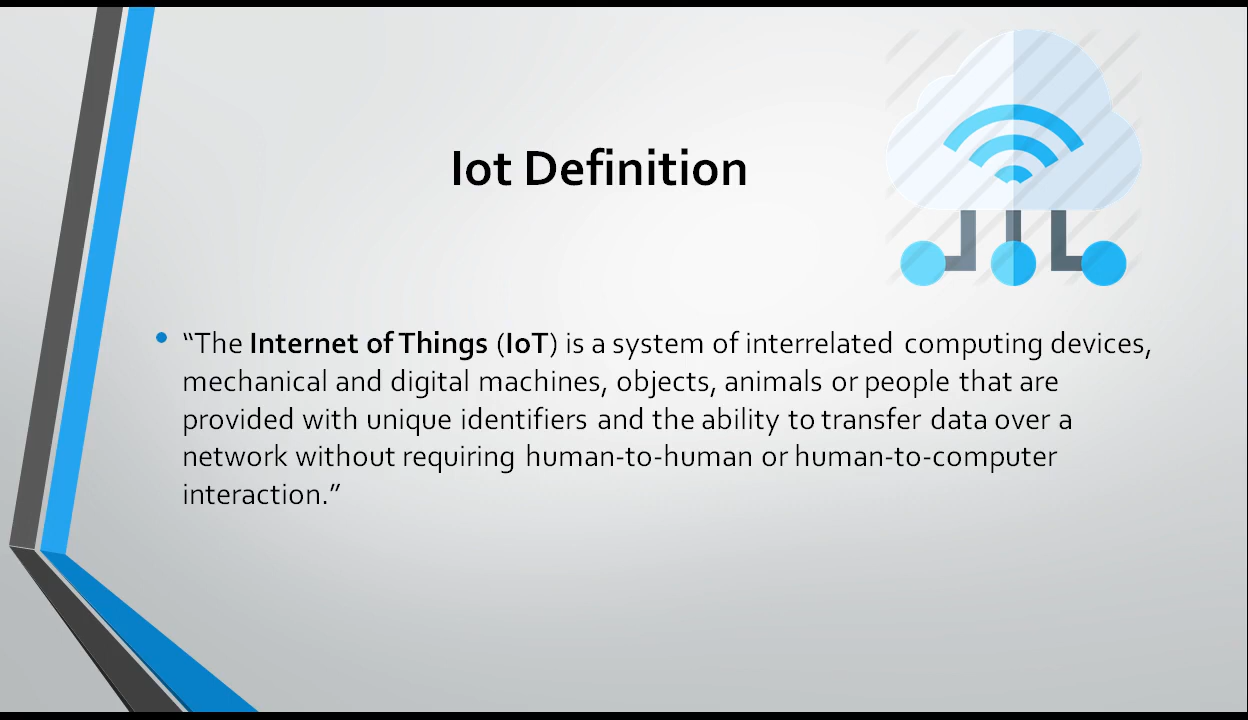 Iot Definition
“The Internet of Things (IoT) is a system of interrelated computing devices,
mechanical and digital machines, objects, animals or people that are
provided with unique identifiers and the ability to transfer data over a
network without requiring human-to-human or human-to-computer
interaction.”